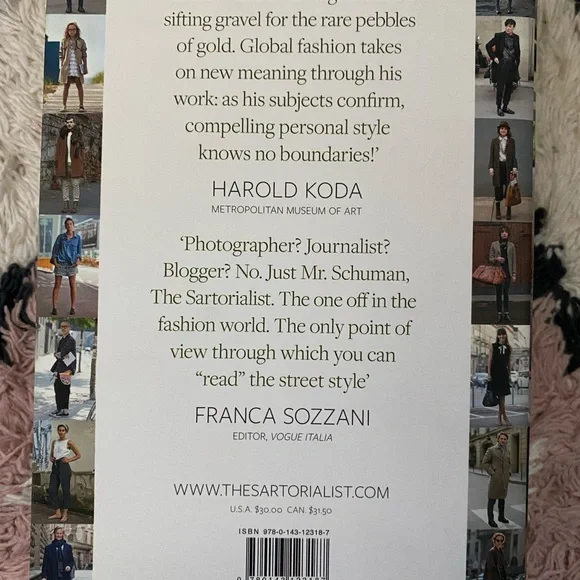 sifting gravel for the rare pebbles
of gold. Global fashion takes
on new meaning through his
work: as his subjects confirm,
compelling personal style
knows no boundaries!’
HAROLD KODA
METROPOLITAN MUSEUM OF ART
‘Photographer? Journalist?
Blogger? No. Just Mr. Schuman,
The Sartorialist. The one off in the
fashion world. The only point of
view through which you can
“read” the street style’
FRANCA SOZZANI
EDITOR, VOGUE ITALIA
WWW.THESARTORIALIST.COM
U.S.A. $30.00 CAN. $31.50
ISBN 978-0-143-12318-7
9 780143 123187